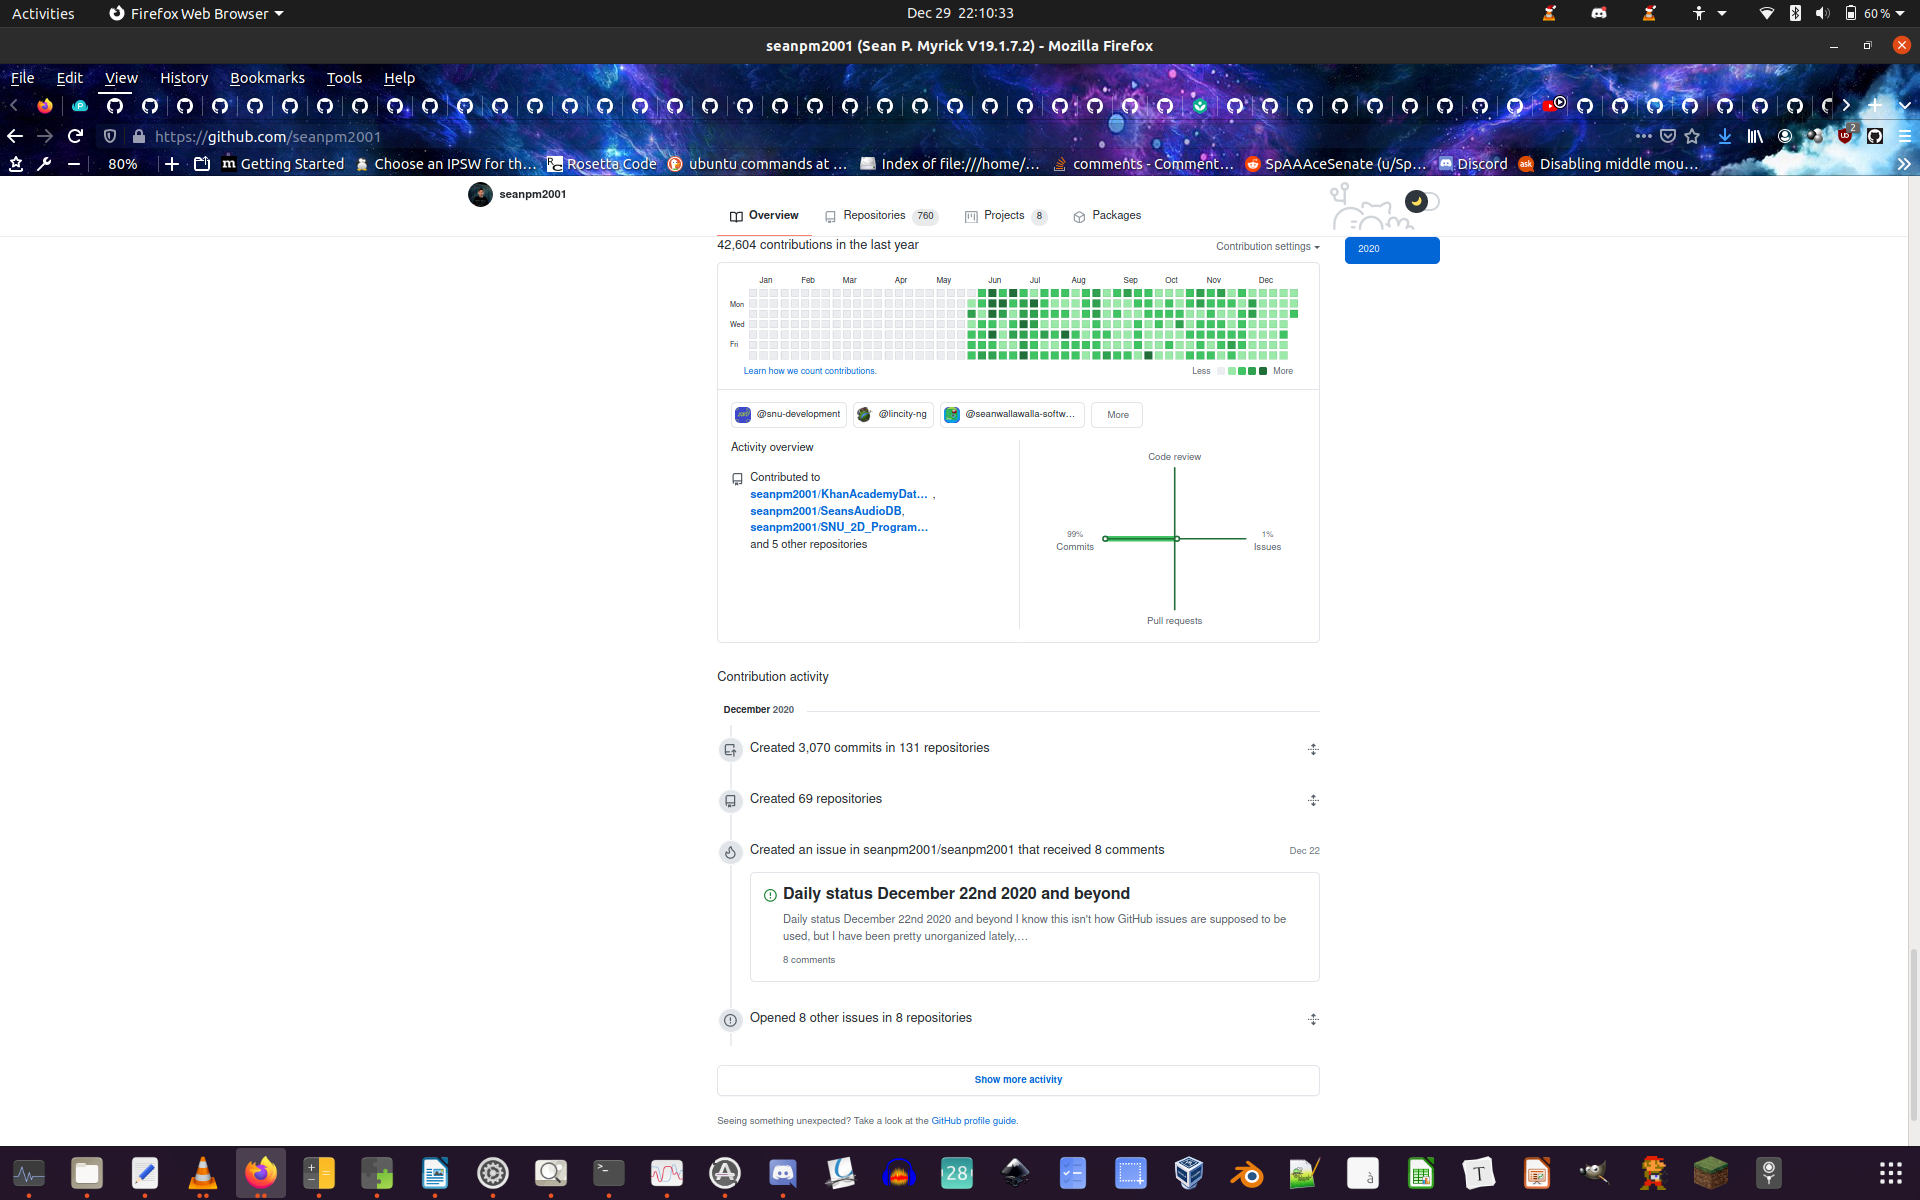 Activities
Firefox Web Browser
Dec 29 22:10:33
60 %
seanpm2001 (Sean P. Myrick V19.1.7.2) - Mozilla Firefox
File Edit View History Bookmarks Tools Help
https://github.com/seanpm2001
2
80%
Getting Started
Choose an IPSW for th…
Rosetta Code
ubuntu commands at …
Index of file:///home/…
comments - Comment…
SpAAAceSenate (u/Sp…
Discord
Disabling middle mou…
seanpm2001
Overview
Repositories 760
Projects 8
Packages
42,604 contributions in the last year
Contribution settings
2020
Jan Feb Mar Apr May Jun Jul Aug Sep Oct Nov Dec
Mon
Wed
Fri
Learn how we count contributions.
Less More
@snu-development
@lincity-ng
@seanwallawalla-softw…
More
Activity overview
Contributed to
seanpm2001/KhanAcademyDat… ,
seanpm2001/SeansAudioDB,
seanpm2001/SNU_2D_Program…
and 5 other repositories
Code review
99%
Commits
1%
Issues
Pull requests
Contribution activity
December 2020
Created 3,070 commits in 131 repositories
Created 69 repositories
Created an issue in seanpm2001/seanpm2001 that received 8 comments
Dec 22
Daily status December 22nd 2020 and beyond
Daily status December 22nd 2020 and beyond I know this isn't how GitHub issues are supposed to be
used, but I have been pretty unorganized lately,…
8 comments
Opened 8 other issues in 8 repositories
Show more activity
Seeing something unexpected? Take a look at the GitHub profile guide.
28